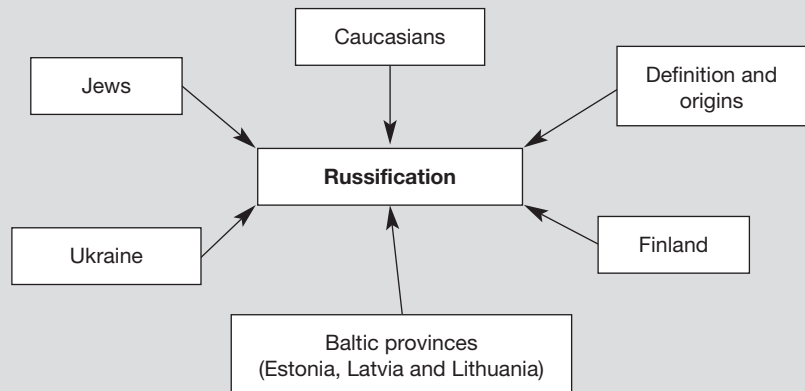 Caucasians
Jews
Definition and
origins
Russification
Ukraine
Finland
Baltic provinces
(Estonia, Latvia and Lithuania)